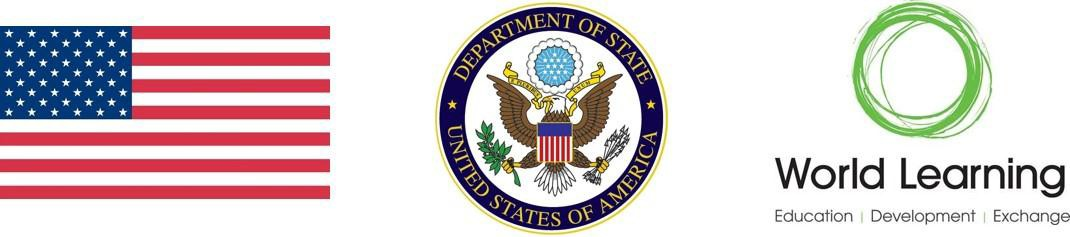 DEPARTMENT OF STATE
UNITED STATES OF AMERICA
World Learning
Education | Development | Exchange